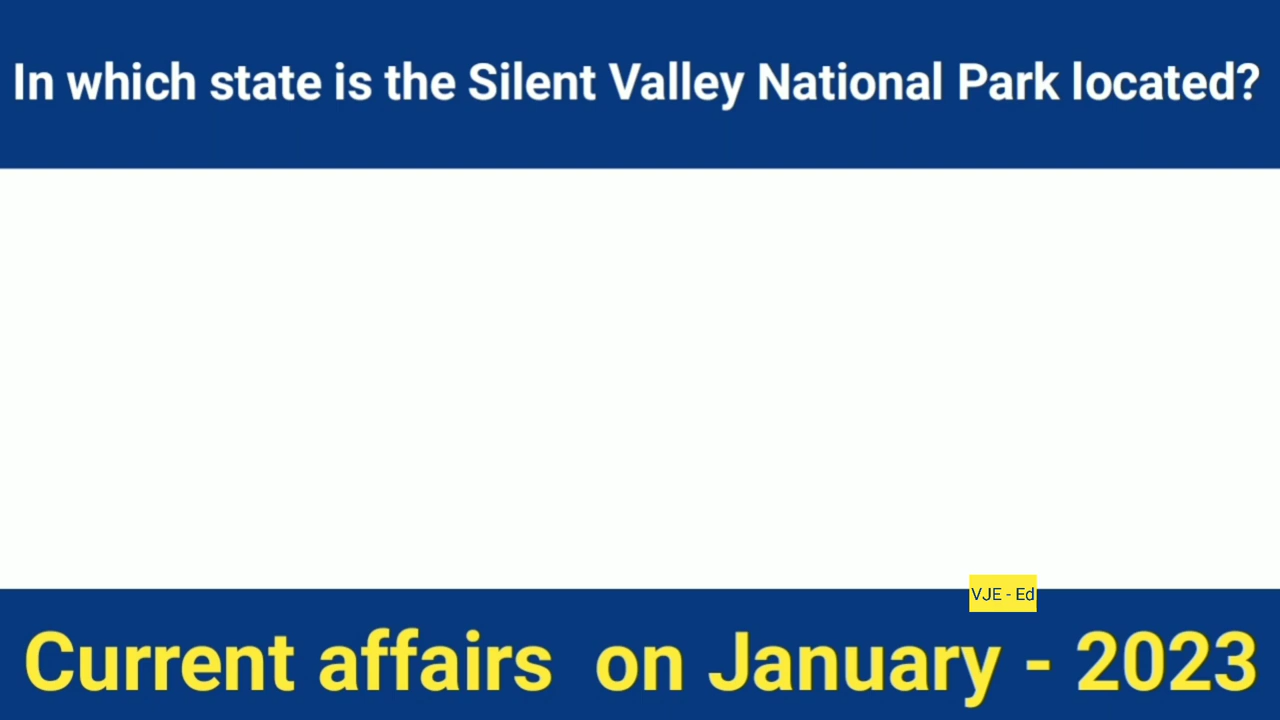 In which state is the Silent Valley National Park located?
VJE - Ed
Current affairs on January - 2023